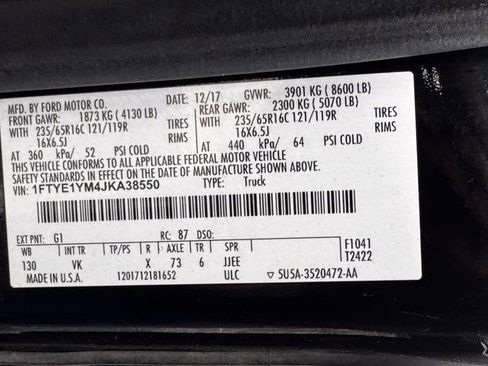 MFD. BY FORD MOTOR CO. 12/17 GVWR: 3901 KG ( 8600 LB)
FRONT GAWR: 1873 KG ( 4130 LB) REAR GAWR: 2300 KG ( 5070 LB)
WITH 235/65R16C 121/119R TIRES WITH 235/65R16C 121/119R TIRES
16X6.5J 16X6.5J
AT 360 kPa/ 52 PSI COLD AT 440 kPa/ 64 PSI COLD
THIS VEHICLE CONFORMS TO ALL APPLICABLE FEDERAL MOTOR VEHICLE
SAFETY STANDARDS IN EFFECT ON THE DATE OF MANUFACTURE SHOWN ABOVE.
VIN: 1FTYE1YM4JKA38550 TYPE: Truck
EXT PNT: G1 RC: 87 DSO: F1041
WB INT TR TP/PS R AXLE TR SPR T2422
130 VK X 73 6 JJEE
MADE IN U.S.A. 1201712181652 ULC ▽ 5U5A-3520472-AA